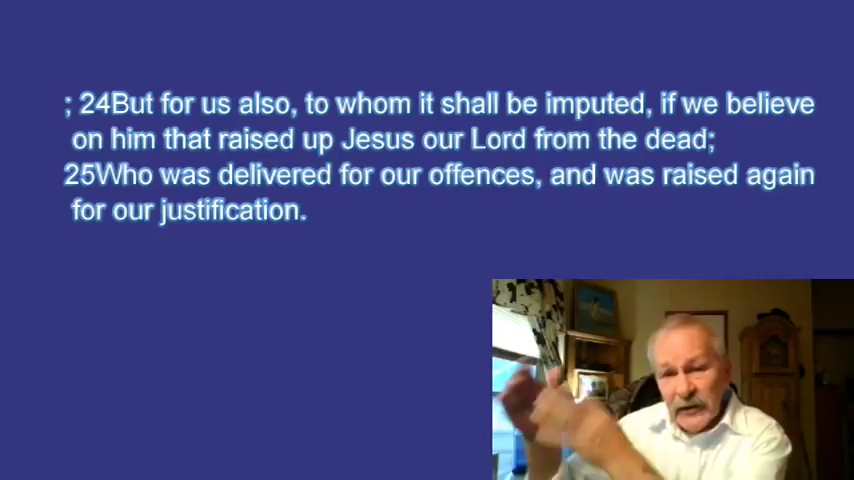 ; 24But for us also, to whom it shall be imputed, if we believe
on him that raised up Jesus our Lord from the dead;
25Who was delivered for our offences, and was raised again
for our justification.